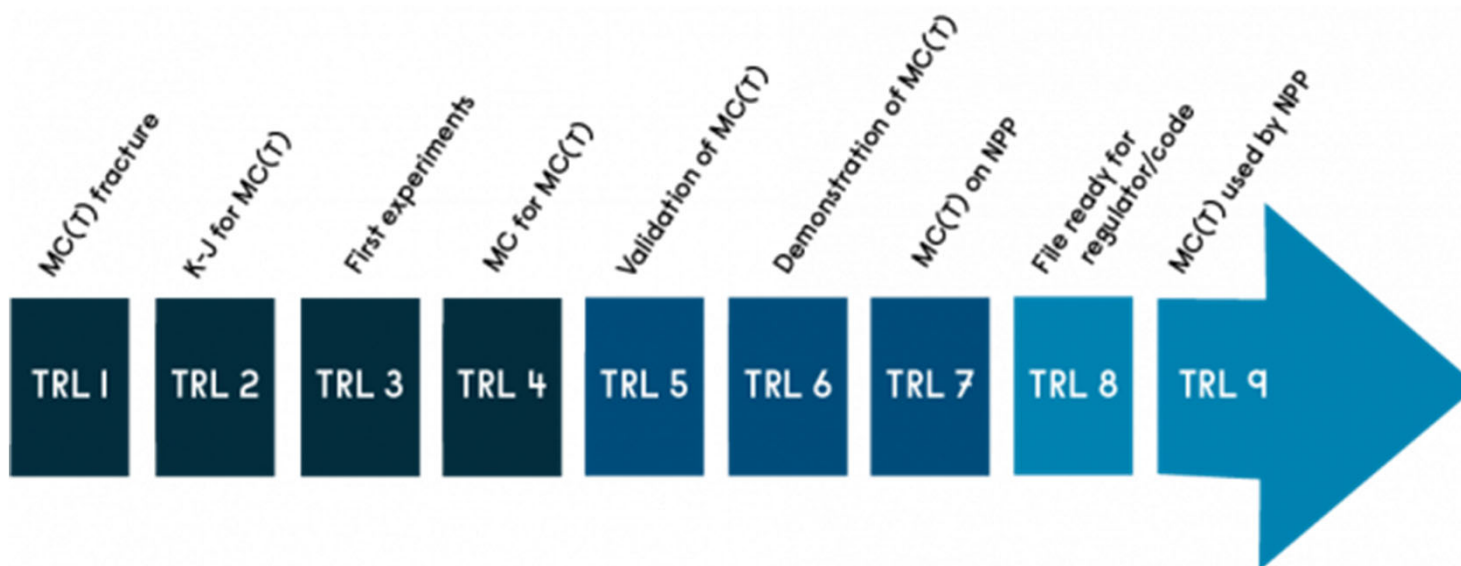 MC(T) fracture
K-J for MC(T)
First experiments
MC for MC(T)
Validation of MC(T)
Demonstration of MC(T)
MC(T) on NPP
File ready for
regulator/code
MC(T) used by NPP
TRL 1
TRL 2
TRL 3
TRL 4
TRL 5
TRL 6
TRL 7
TRL 8
TRL 9